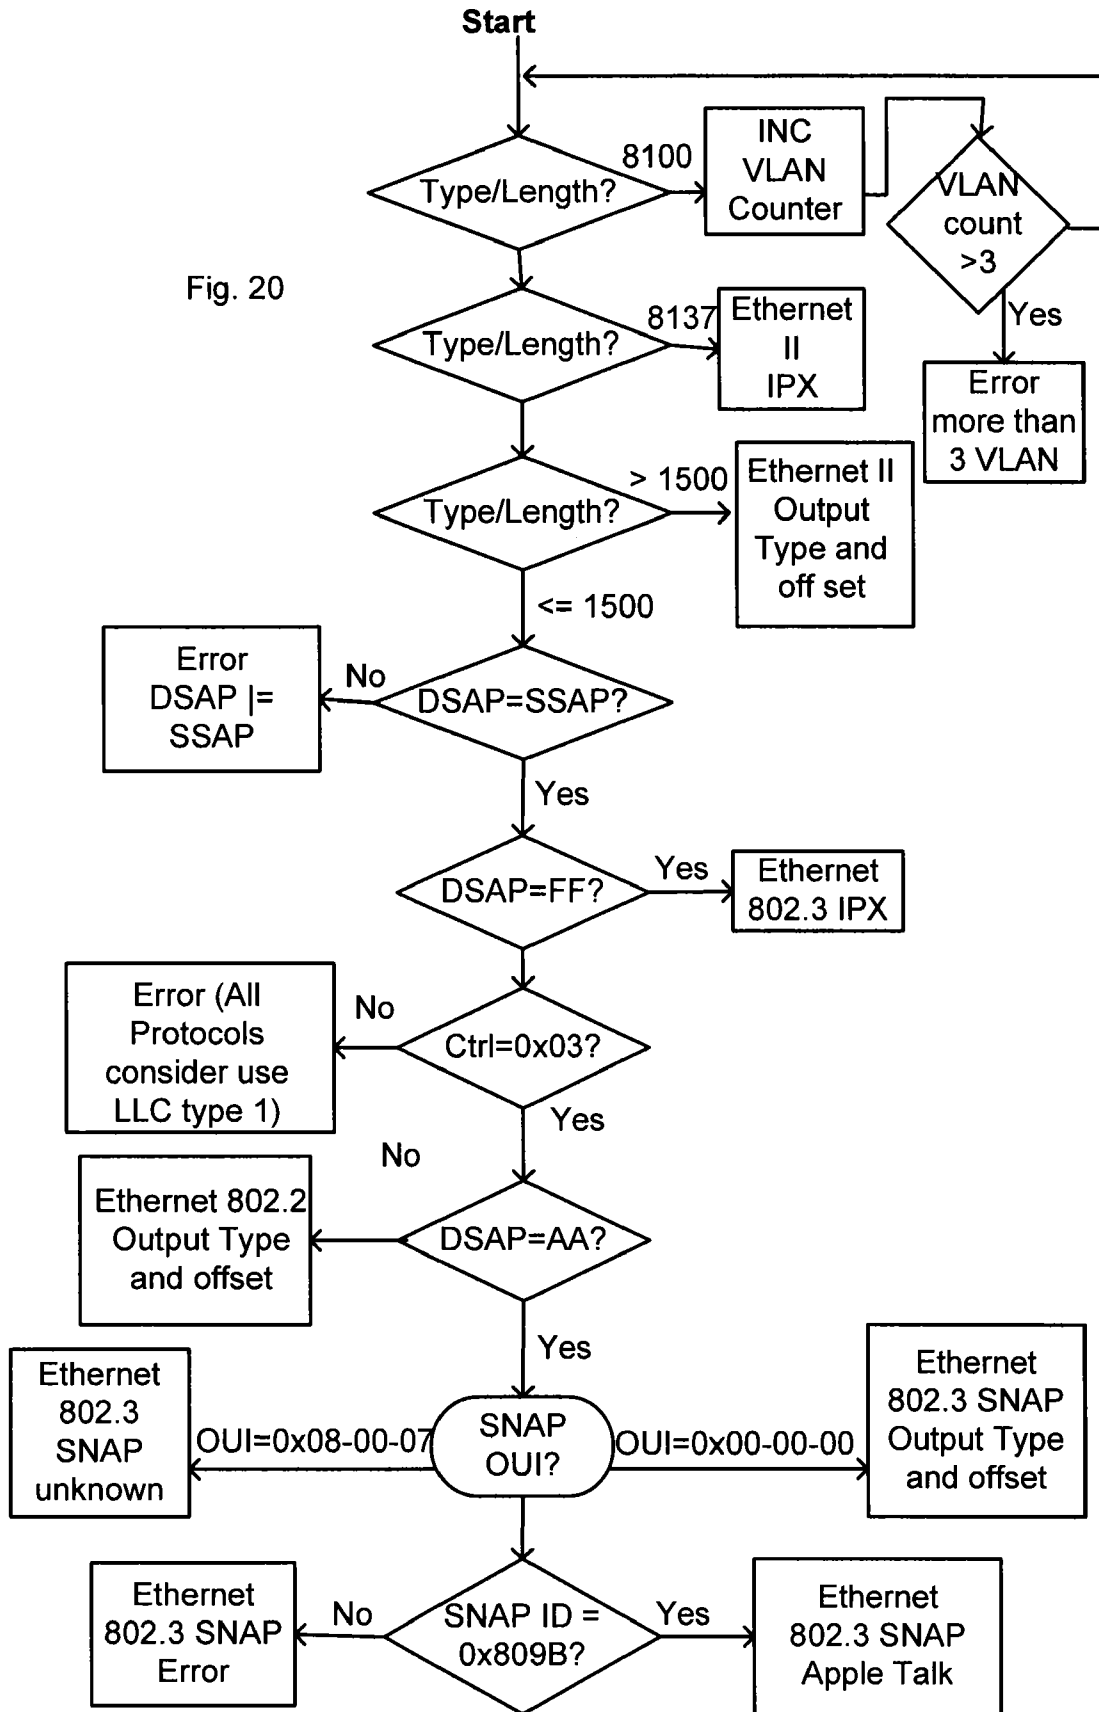 Start
Type/Length?
8100
INC
VLAN
Counter
VLAN
count
>3
Yes
Error
more than
3 VLAN
Fig. 20
Type/Length?
8137
Ethernet
II
IPX
Type/Length?
> 1500
Ethernet II
Output
Type and
off set
<= 1500
DSAP=SSAP?
No
Error
DSAP |=
SSAP
Yes
DSAP=FF?
Yes
Ethernet
802.3 IPX
Ctrl=0x03?
No
Error (All
Protocols
consider use
LLC type 1)
Yes
No
DSAP=AA?
Ethernet 802.2
Output Type
and offset
Yes
SNAP
OUI?
OUI=0x08-00-07
Ethernet
802.3
SNAP
unknown
OUI=0x00-00-00
Ethernet
802.3 SNAP
Output Type
and offset
SNAP ID =
0x809B?
No
Ethernet
802.3 SNAP
Error
Yes
Ethernet
802.3 SNAP
Apple Talk